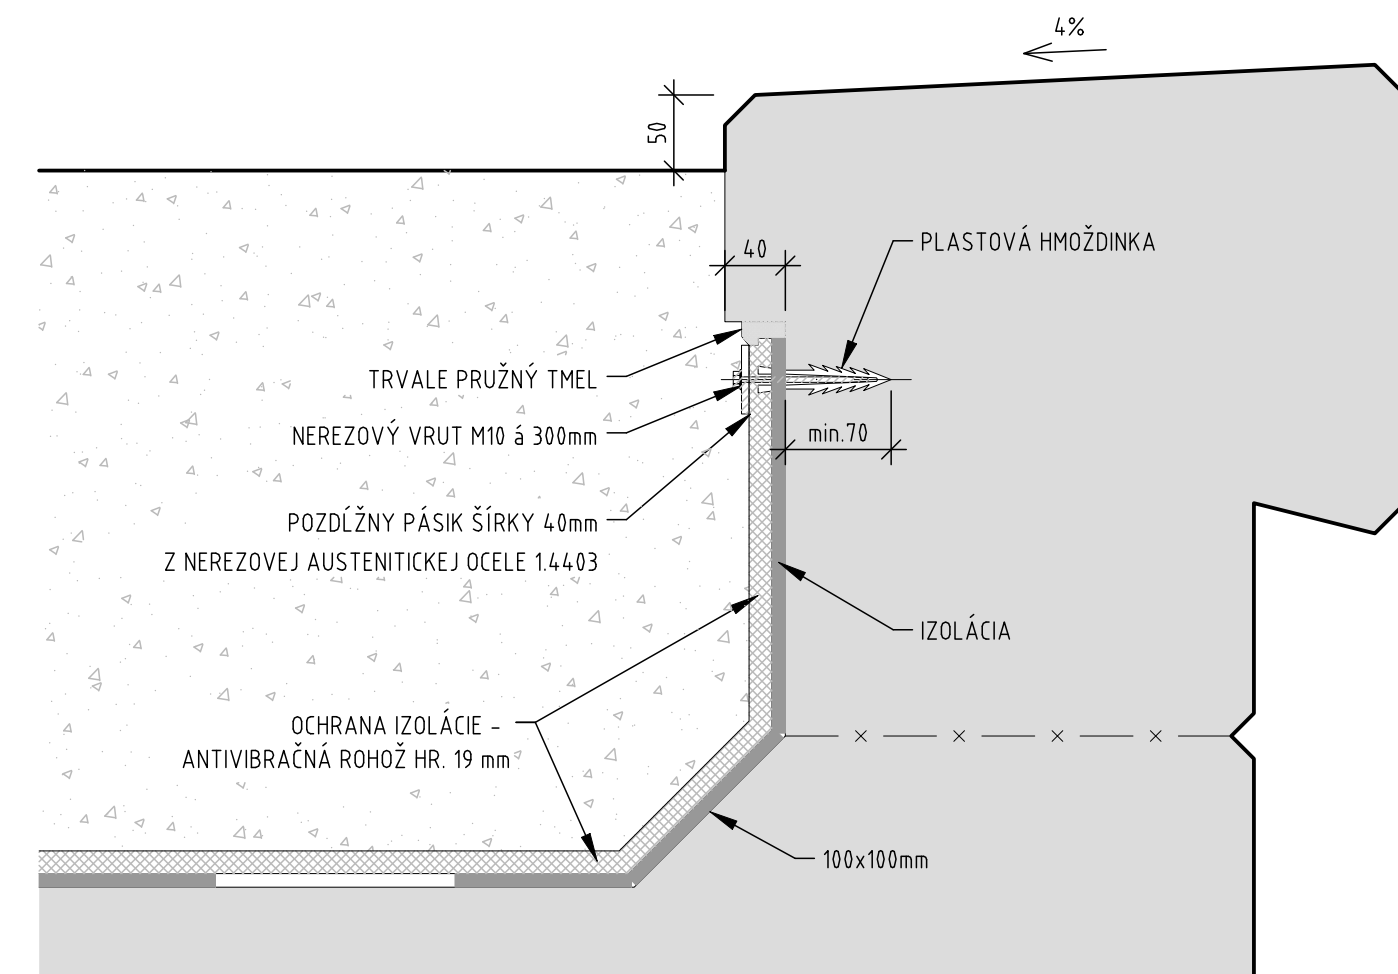 4%
50
PLASTOVÁ HMOŽDINKA
40
TRVALE PRUŽNÝ TMEL
NEREZOVÝ VRUT M10 á 300mm
min.70
POZDĹŽNY PÁSIK ŠÍRKY 40mm
Z NEREZOVEJ AUSTENITICKEJ OCELE 1.4403
IZOLÁCIA
OCHRANA IZOLÁCIE -
ANTIVIBRAČNÁ ROHOŽ HR. 19 mm
100x100mm